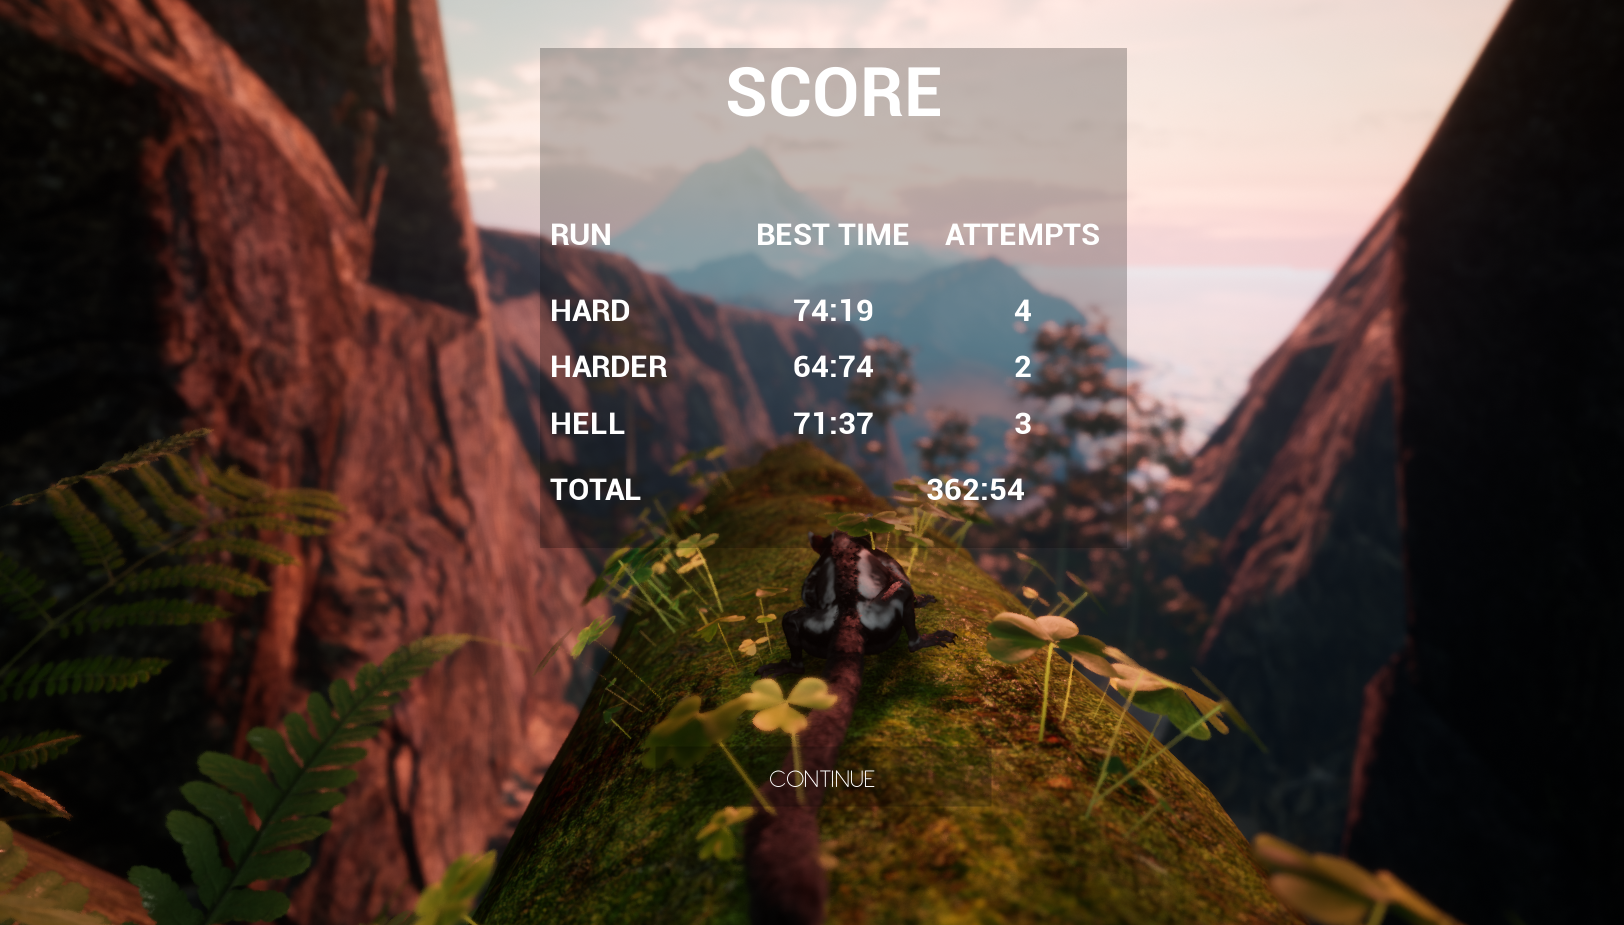 SCORE
RUN BEST TIME ATTEMPTS
HARD 74:19 4
HARDER 64:74 2
HELL 71:37 3
TOTAL 362:54
CONTINUE